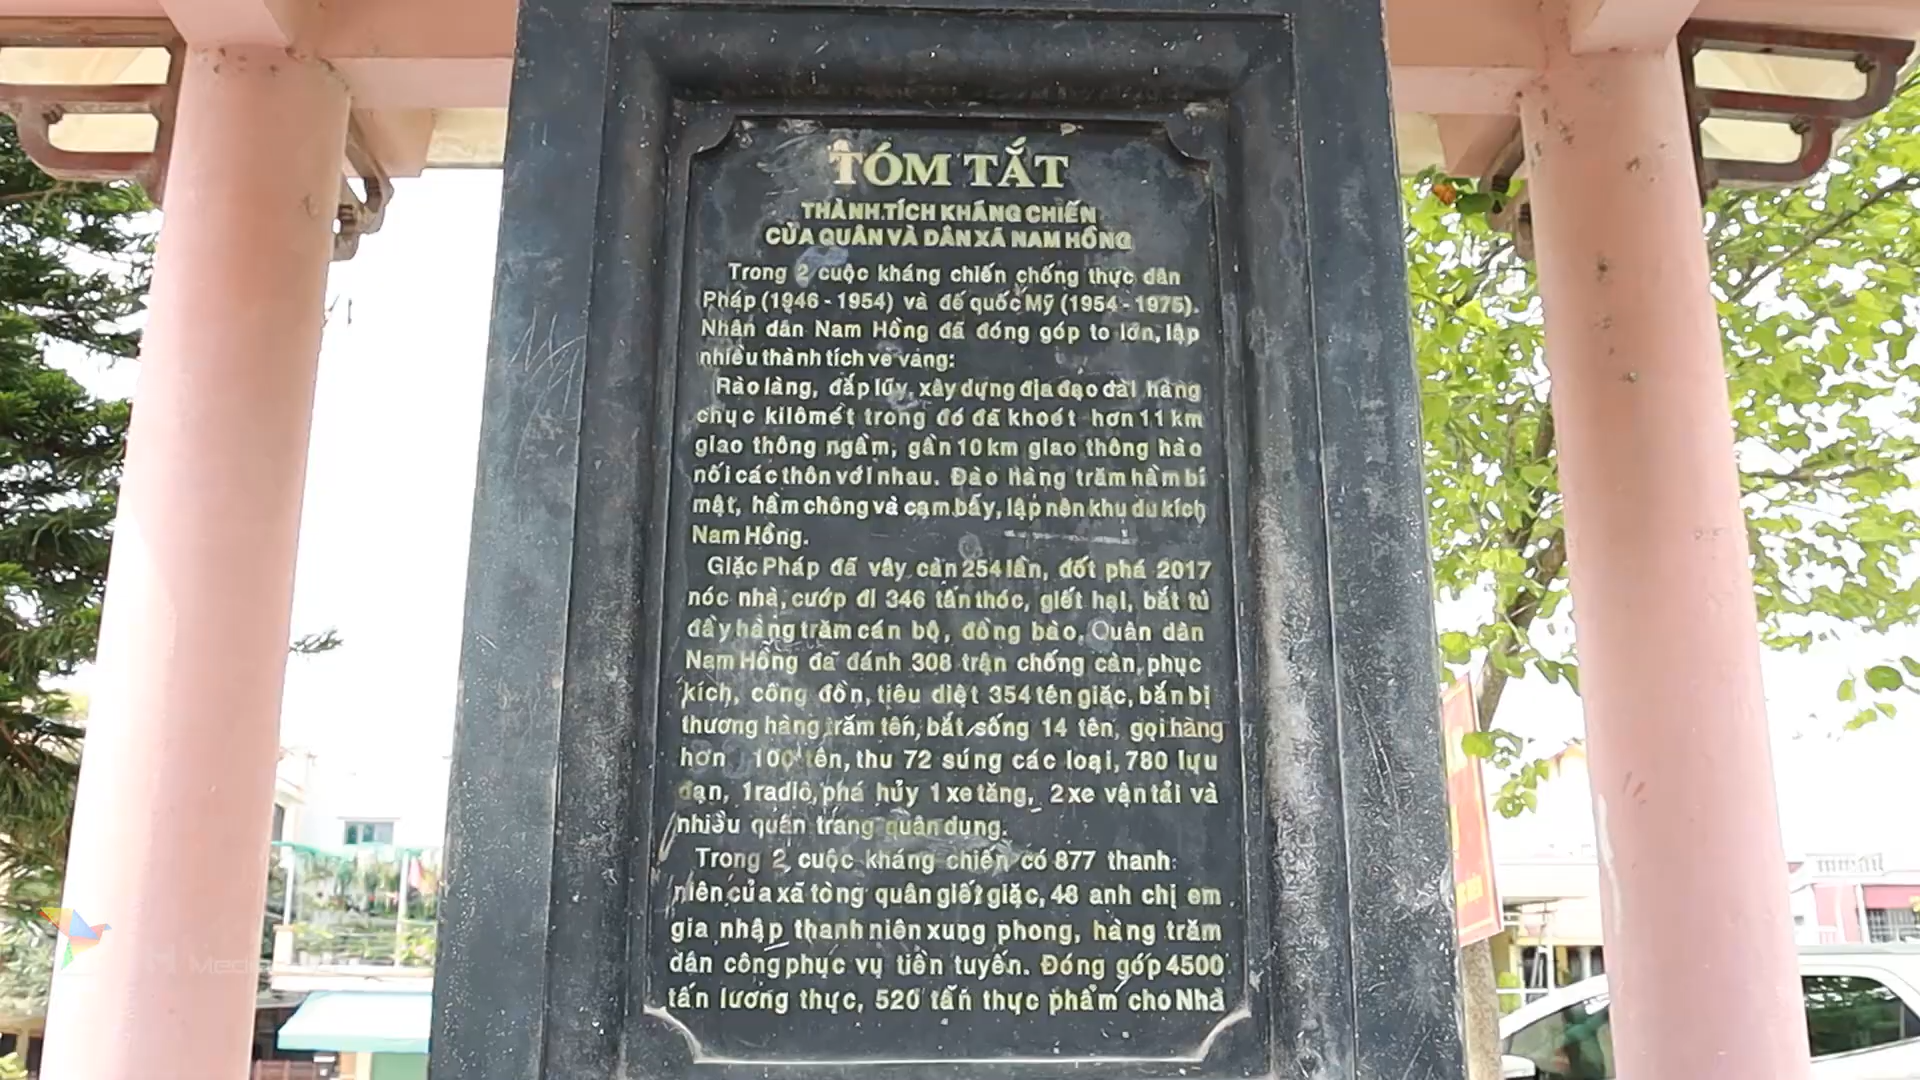 TÓM TẮT
THÀNH TÍCH KHÁNG CHIẾN
CỦA QUÂN VÀ DÂN XÃ NAM HỒNG
Trong 2 cuộc kháng chiến chống thực dân
Pháp (1946 - 1954) và đế quốc Mỹ (1954 - 1975).
Nhân dân Nam Hồng đã đóng góp to lớn, lập
nhiều thành tích vẻ vang:
Rào làng, đắp lũy, xây dựng địa đạo dài hàng
chục kilômét trong đó đã khoét hơn 11 km
giao thông ngầm, gần 10 km giao thông hào
nối các thôn với nhau. Đào hàng trăm hầm bí
mật, hầm chông và cạm bẫy, lập nên khu du kích
Nam Hồng.
Giặc Pháp đã vây càn 254 lần, đốt phá 2017
nóc nhà, cướp đi 346 tấn thóc, giết hại, bắt tù
đầy hàng trăm cán bộ, đồng bào. Quân dân
Nam Hồng đã đánh 308 trận chống càn, phục
kích, công đồn, tiêu diệt 354 tên giặc, bắn bị
thương hàng trăm tên, bắt sống 14 tên, gọi hàng
hơn 100 tên, thu 72 súng các loại, 780 lựu
đạn, 1 radiô, phá hủy 1 xe tăng, 2 xe vận tải và
nhiều quân trang quân dụng.
Trong 2 cuộc kháng chiến có 877 thanh
niên của xã tòng quân giết giặc, 48 anh chị em
gia nhập thanh niên xung phong, hàng trăm
dân công phục vụ tiền tuyến. Đóng góp 4500
tấn lương thực, 520 tấn thực phẩm cho Nhà